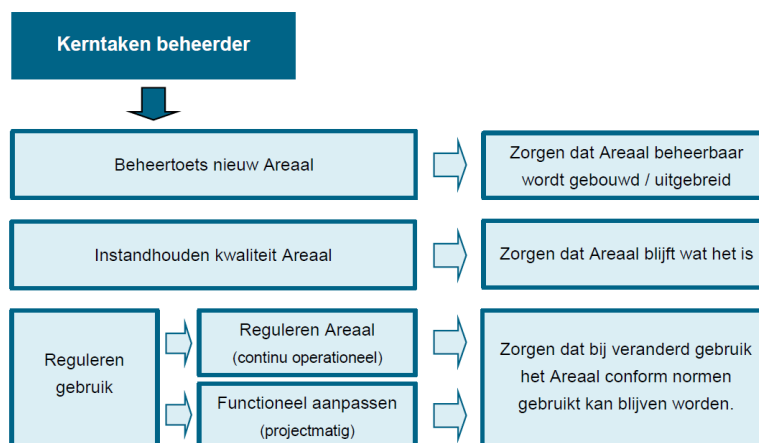 Kerntaken beheerder
Beheertoets nieuw Areaal
Zorgen dat Areaal beheerbaar
wordt gebouwd / uitgebreid
Instandhouden kwaliteit Areaal
Zorgen dat Areaal blijft wat het is
Reguleren
gebruik
Reguleren Areaal
(continu operationeel)
Functioneel aanpassen
(projectmatig)
Zorgen dat bij veranderd gebruik
het Areaal conform normen
gebruikt kan blijven worden.